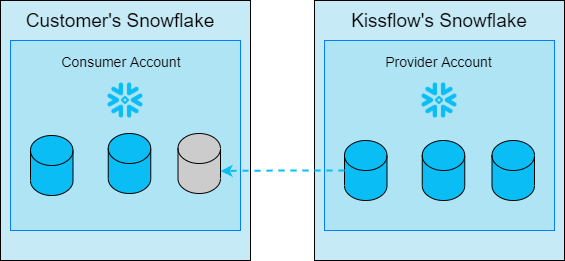 Customer's Snowflake
Consumer Account
Kissflow's Snowflake
Provider Account